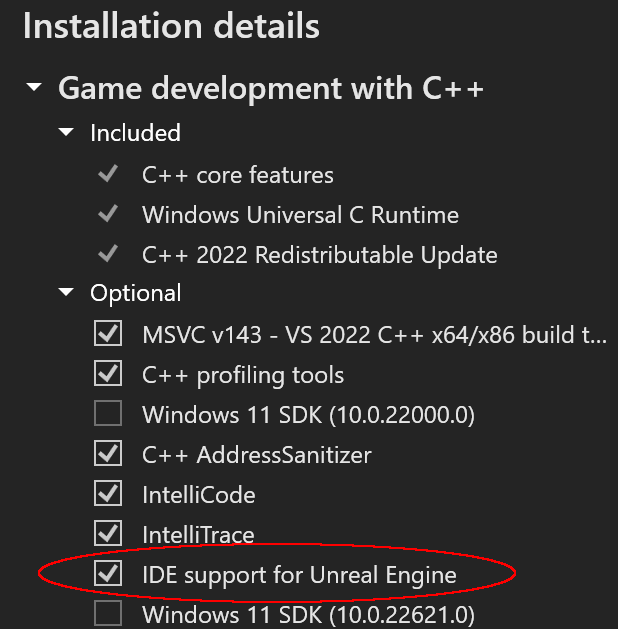 Installation details
Game development with C++
Included
C++ core features
Windows Universal C Runtime
C++ 2022 Redistributable Update
Optional
MSVC v143 - VS 2022 C++ x64/x86 build t...
C++ profiling tools
Windows 11 SDK (10.0.22000.0)
C++ AddressSanitizer
IntelliCode
IntelliTrace
IDE support for Unreal Engine
Windows 11 SDK (10.0.22621.0)